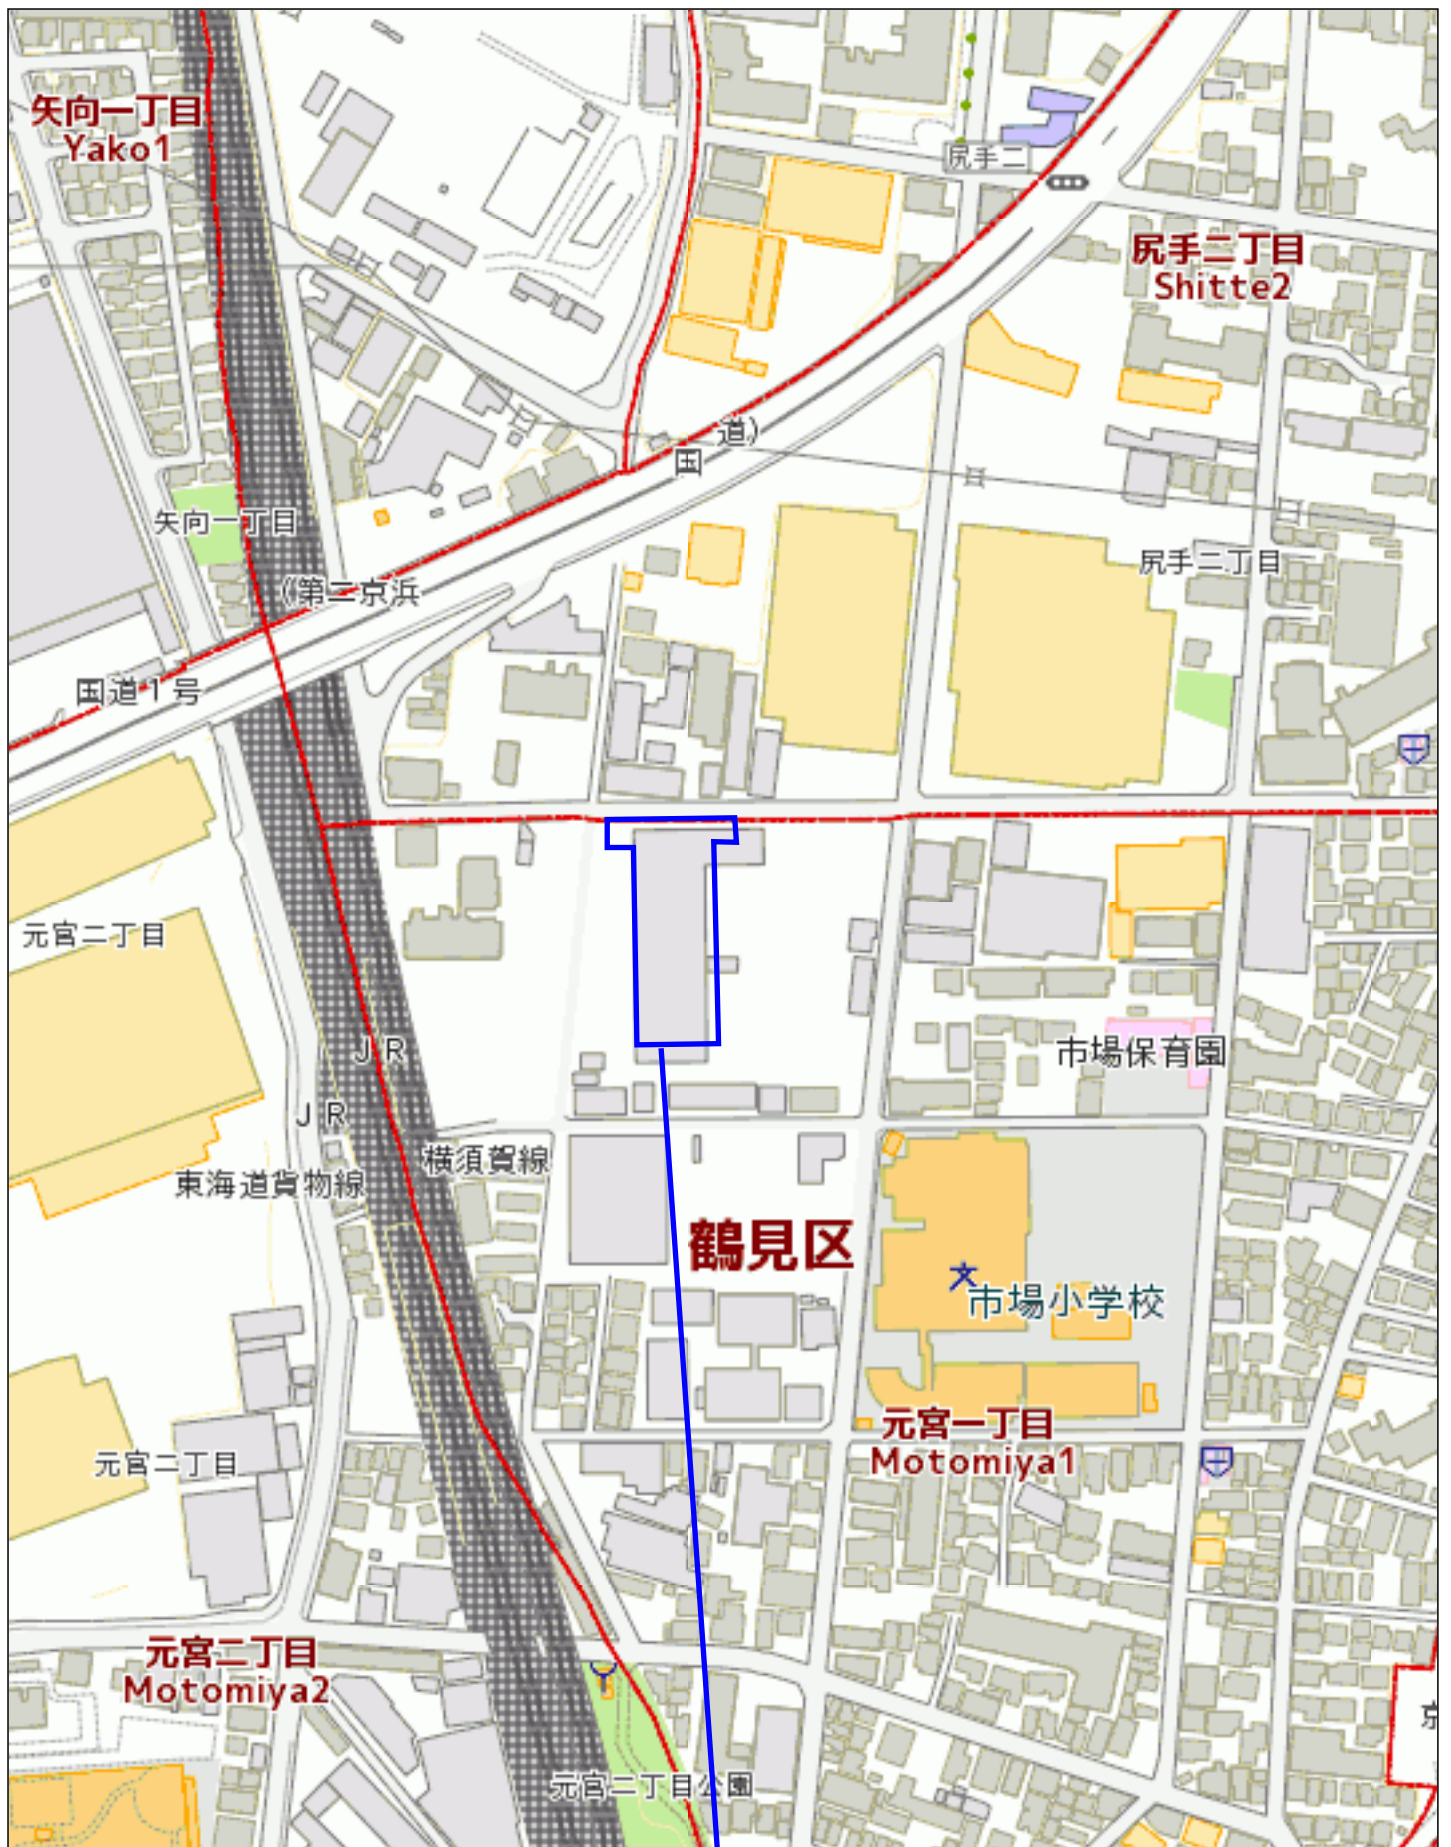 矢向一丁目
Yako1
尻手二
尻手二丁目
Shitte2
道)
国
矢向一丁目
尻手二丁目
(第二京浜
国道1号
元宮二丁目
JR
市場保育園
JR
横須賀線
東海道貨物線
鶴見区
市場小学校
元宮一丁目
Motomiya1
元宮二丁目
元宮二丁目
Motomiya2
京
元宮二丁目公園